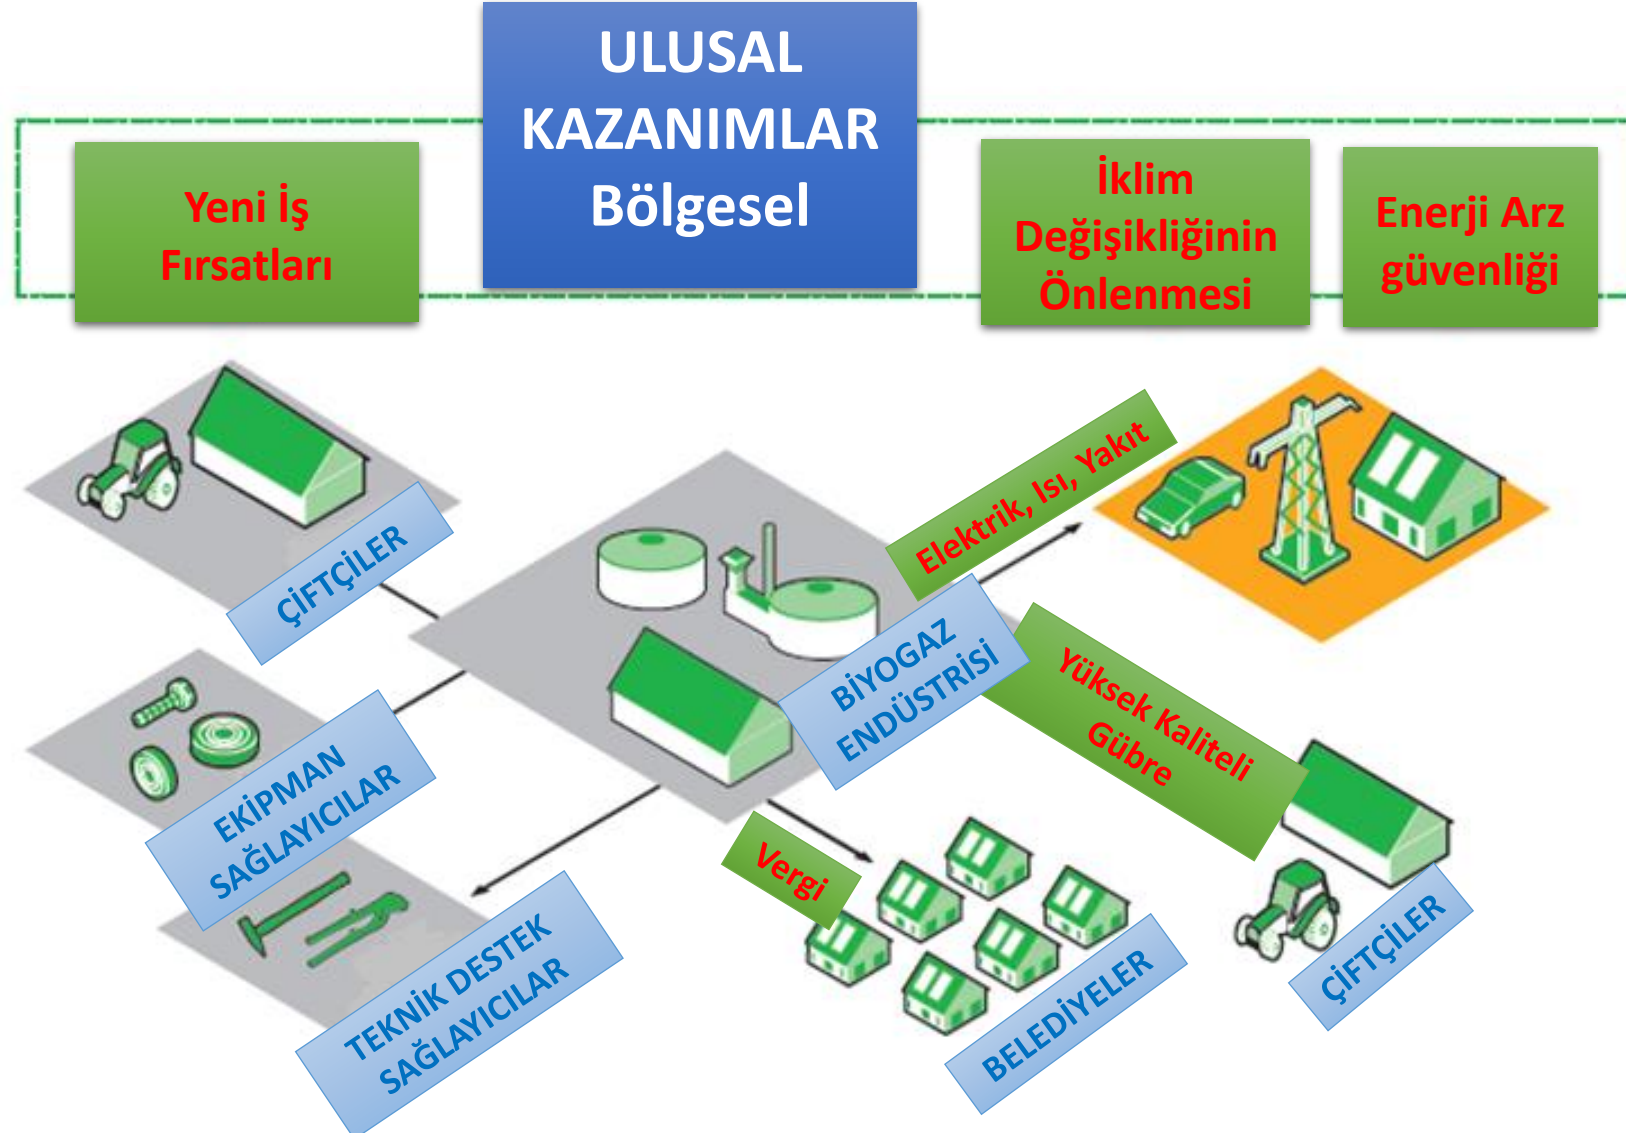 ULUSAL
KAZANIMLAR
Bölgesel
Yeni İş
Fırsatları
İklim
Değişikliğinin
Önlenmesi
Enerji Arz
güvenliği
ÇİFTÇİLER
Elektrik, Isı, Yakıt
BİYOGAZ
ENDÜSTRİSİ
Yüksek Kaliteli
Gübre
EKİPMAN
SAĞLAYICILAR
Vergi
TEKNİK DESTEK
SAĞLAYICILAR
BELEDİYELER
ÇİFTÇİLER